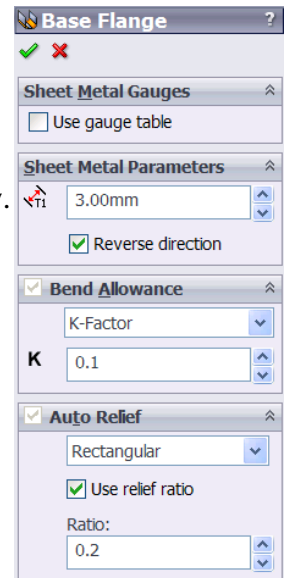 Base Flange ?
Sheet Metal Gauges
Use gauge table
Sheet Metal Parameters
.
T1 3.00mm
Reverse direction
Bend Allowance
K-Factor
K 0.1
Auto Relief
Rectangular
Use relief ratio
Ratio:
0.2